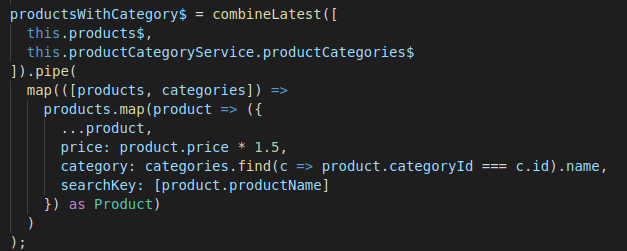 productsWithCategory$ = combineLatest([
  this.products$,
  this.productCategoryService.productCategories$
]).pipe(
  map(([products, categories]) =>
    products.map(product => ({
      ...product,
      price: product.price * 1.5,
      category: categories.find(c => product.categoryId === c.id).name,
      searchKey: [product.productName]
    }) as Product)
  )
);